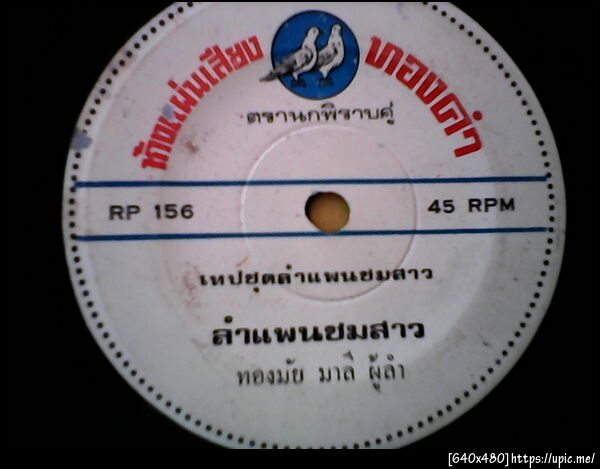 ห้างแผ่นเสียง ทองคำ
ตรานกพิราบคู่
RP 156 45 RPM
เทปชุดลำแพนชมสาว
ลำแพนชมสาว
ทองมัย มาลี ผู้ลำ
[640x480]https://upic.me/